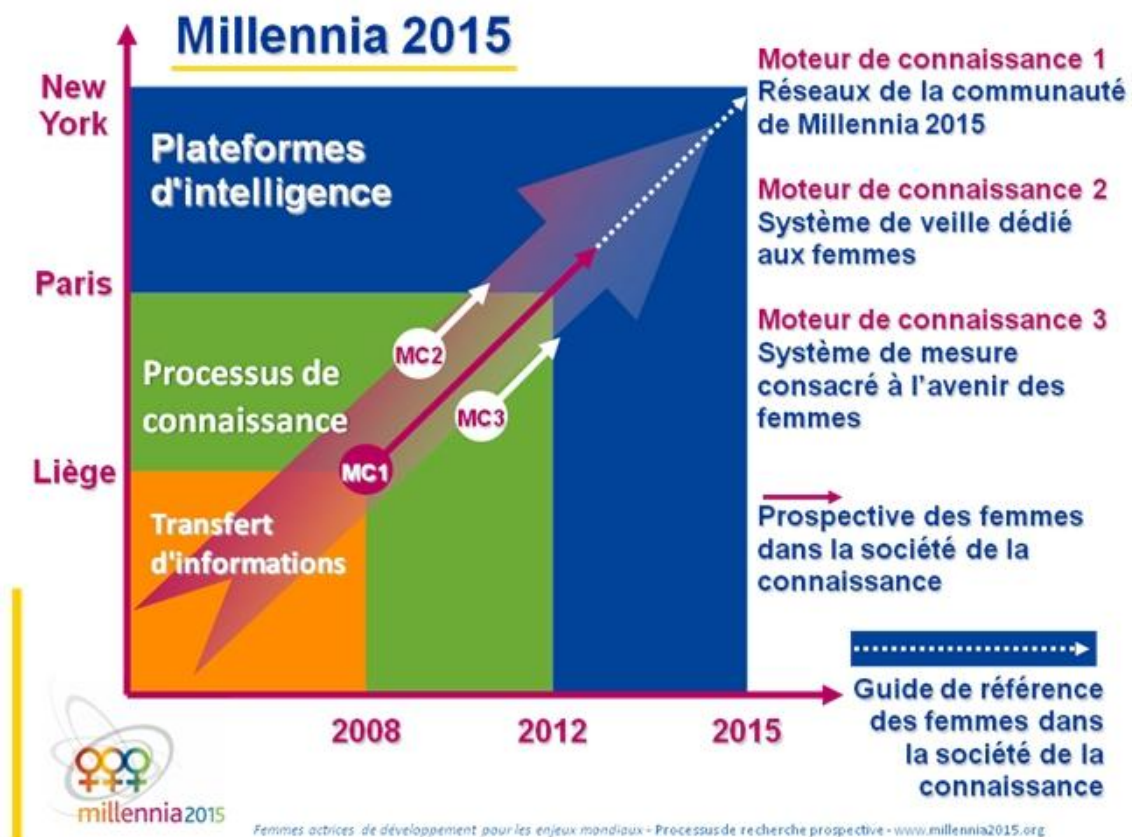 Millennia 2015
New
York
Paris
Liège
Plateformes
d'intelligence
Processus de
connaissance
Transfert
d'informations
MC2
MC3
MC1
2008
2012
2015
Moteur de connaissance 1
Réseaux de la communauté
de Millennia 2015
Moteur de connaissance 2
Système de veille dédié
aux femmes
Moteur de connaissance 3
Système de mesure
consacré à l'avenir des
femmes
Prospective des femmes
dans la société de la
connaissance
Guide de référence
des femmes dans
la société de la
connaissance
millennia2015
Femmes actrices de développement pour les enjeux mondiaux - Processus de recherche prospective - www.millennia2015.org